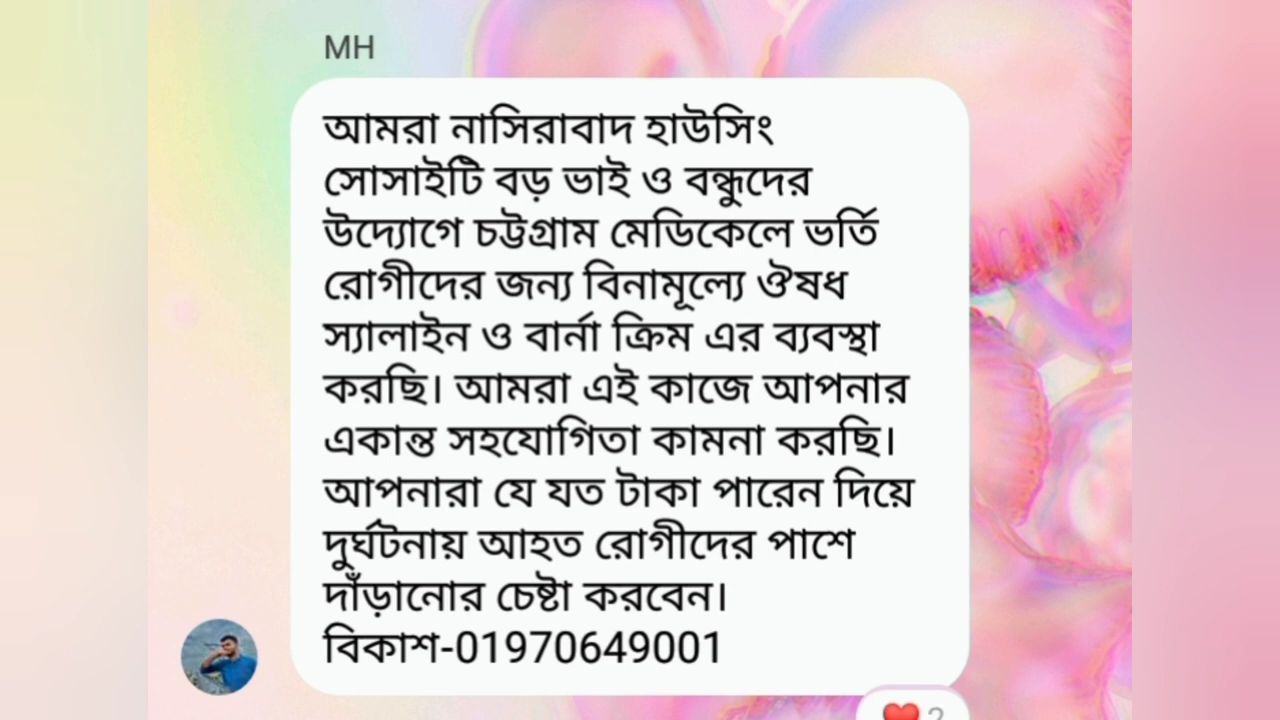 MH
আমরা নাসিরাবাদ হাউসিং
সোসাইটি বড় ভাই ও বন্ধুদের
উদ্যোগে চট্টগ্রাম মেডিকেলে ভর্তি
রোগীদের জন্য বিনামূল্যে ঔষধ
স্যালাইন ও বার্না ক্রিম এর ব্যবস্থা
করছি। আমরা এই কাজে আপনার
একান্ত সহযোগিতা কামনা করছি।
আপনারা যে যত টাকা পারেন দিয়ে
দুর্ঘটনায় আহত রোগীদের পাশে
দাঁড়ানোর চেষ্টা করবেন।
বিকাশ-01970649001